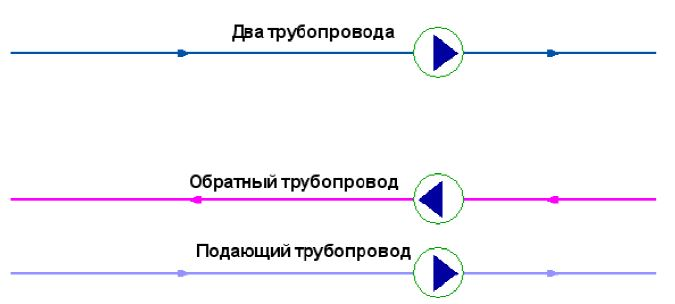 Два трубопровода
Обратный трубопровод
Подающий трубопровод